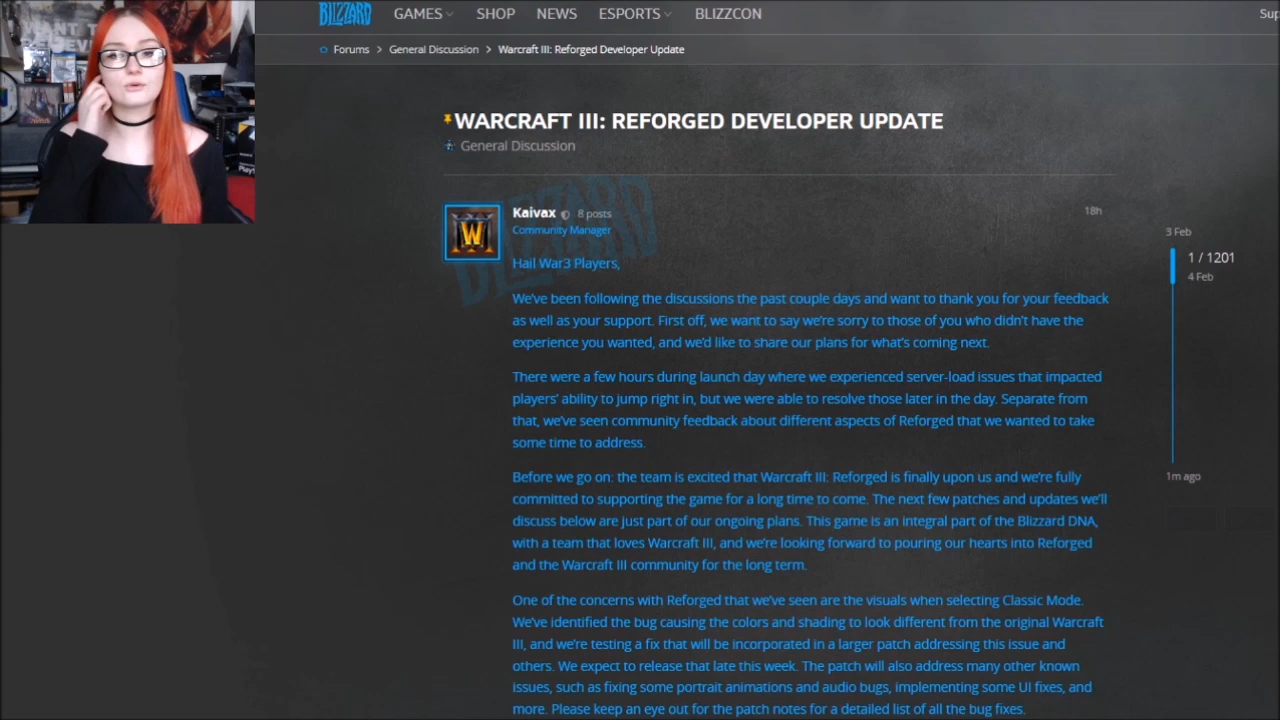 BLIZZARD GAMES SHOP NEWS ESPORTS BLIZZCON Sup
Forums > General Discussion > Warcraft III: Reforged Developer Update
WARCRAFT III: REFORGED DEVELOPER UPDATE
General Discussion
BLIZZARD
Kaivax 8 posts 18h
Community Manager
W
3 Feb
1 / 1201
4 Feb
1m ago
Hail War3 Players,
We've been following the discussions the past couple days and want to thank you for your feedback
as well as your support. First off, we want to say we're sorry to those of you who didn't have the
experience you wanted, and we'd like to share our plans for what's coming next.
There were a few hours during launch day where we experienced server-load issues that impacted
players' ability to jump right in, but we were able to resolve those later in the day. Separate from
that, we've seen community feedback about different aspects of Reforged that we wanted to take
some time to address.
Before we go on: the team is excited that Warcraft III: Reforged is finally upon us and we're fully
committed to supporting the game for a long time to come. The next few patches and updates we'll
discuss below are just part of our ongoing plans. This game is an integral part of the Blizzard DNA,
with a team that loves Warcraft III, and we're looking forward to pouring our hearts into Reforged
and the Warcraft III community for the long term.
One of the concerns with Reforged that we've seen are the visuals when selecting Classic Mode.
We've identified the bug causing the colors and shading to look different from the original Warcraft
III, and we're testing a fix that will be incorporated in a larger patch addressing this issue and
others. We expect to release that late this week. The patch will also address many other known
issues, such as fixing some portrait animations and audio bugs, implementing some UI fixes, and
more. Please keep an eye out for the patch notes for a detailed list of all the bug fixes.